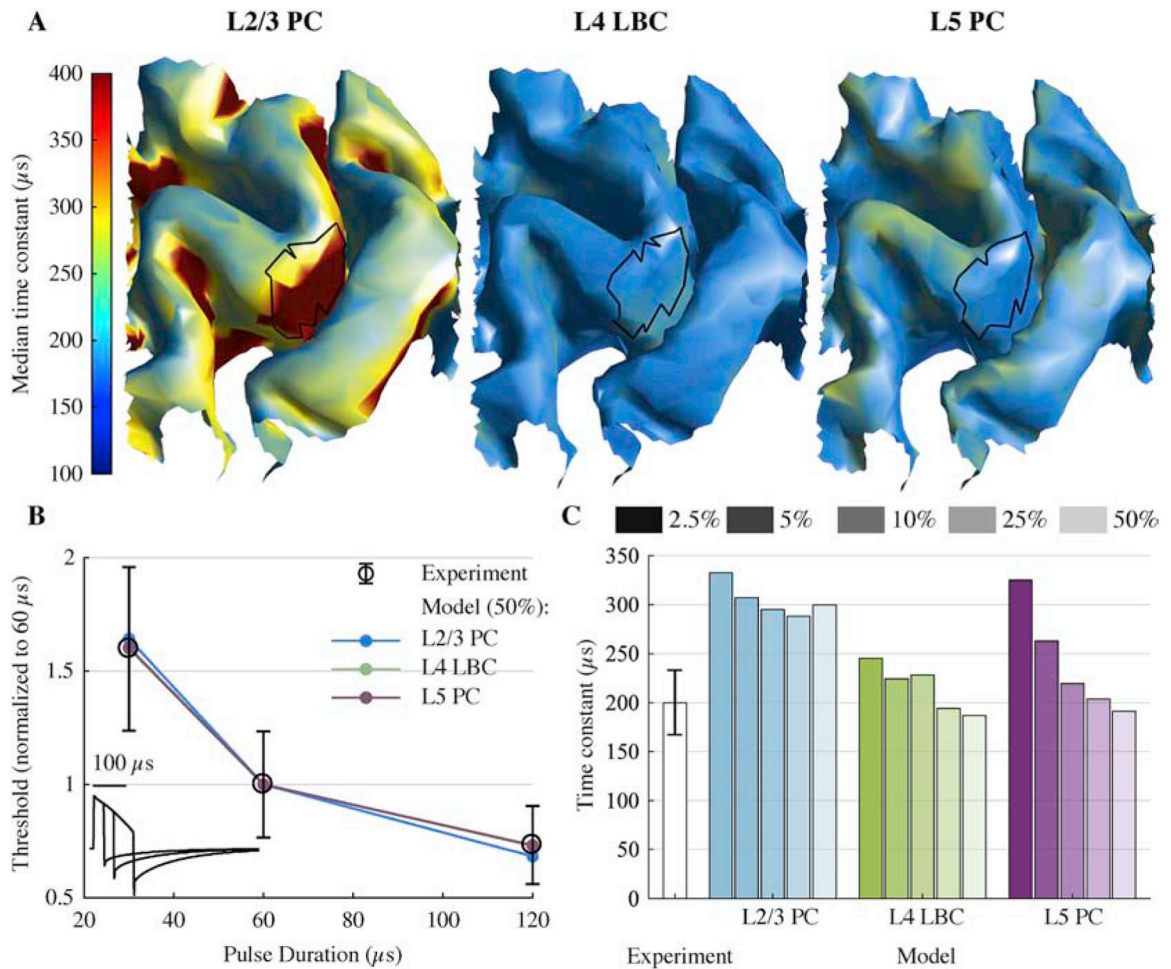 A
L2/3 PC
L4 LBC
L5 PC
Median time constant (µs)
400
350
300
250
200
150
100
B
Threshold (normalized to 60 µs)
2
1.5
1
0.5
Experiment
Model (50%):
L2/3 PC
L4 LBC
L5 PC
100 µs
20
40
60
80
100
120
Pulse Duration (µs)
C
2.5%
5%
10%
25%
50%
Time constant (µs)
350
300
250
200
150
100
50
0
L2/3 PC
L4 LBC
L5 PC
Experiment
Model